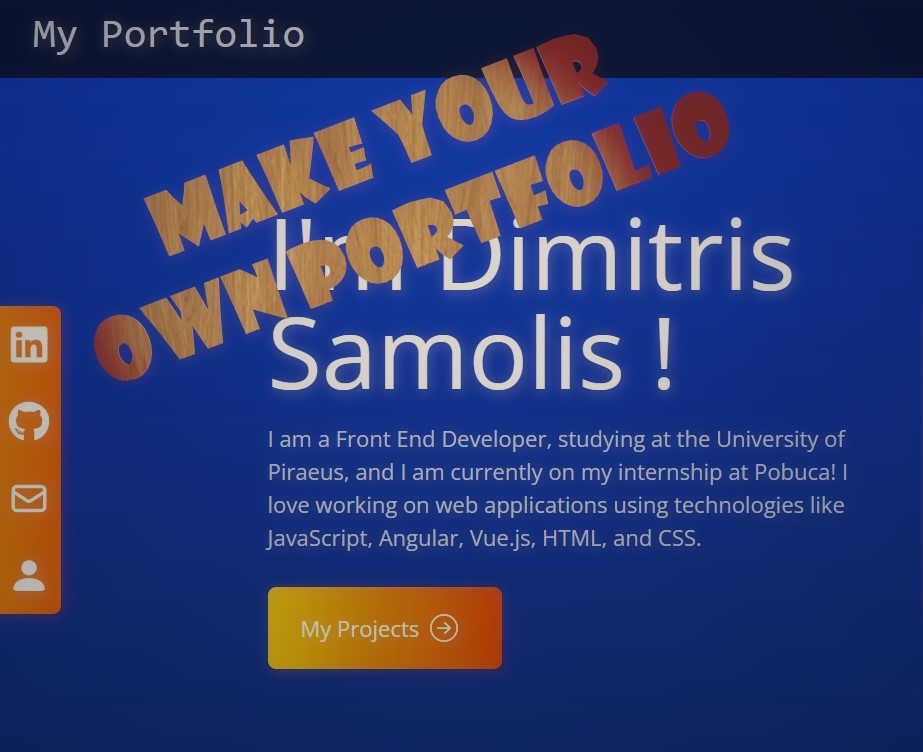 My Portfolio
MAKE YOUR
OWN PORTFOLIO
I'm Dimitris
Samolis !
in
I am a Front End Developer, studying at the University of
Piraeus, and I am currently on my internship at Pobuca! I
love working on web applications using technologies like
JavaScript, Angular, Vue.js, HTML, and CSS.
My Projects